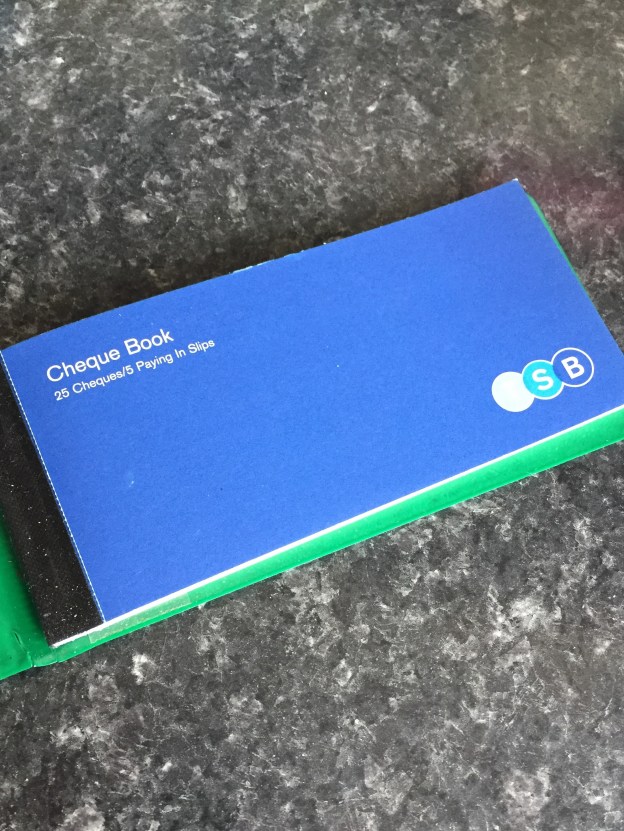 Cheque Book
25 Cheques/5 Paying In Slips
SB